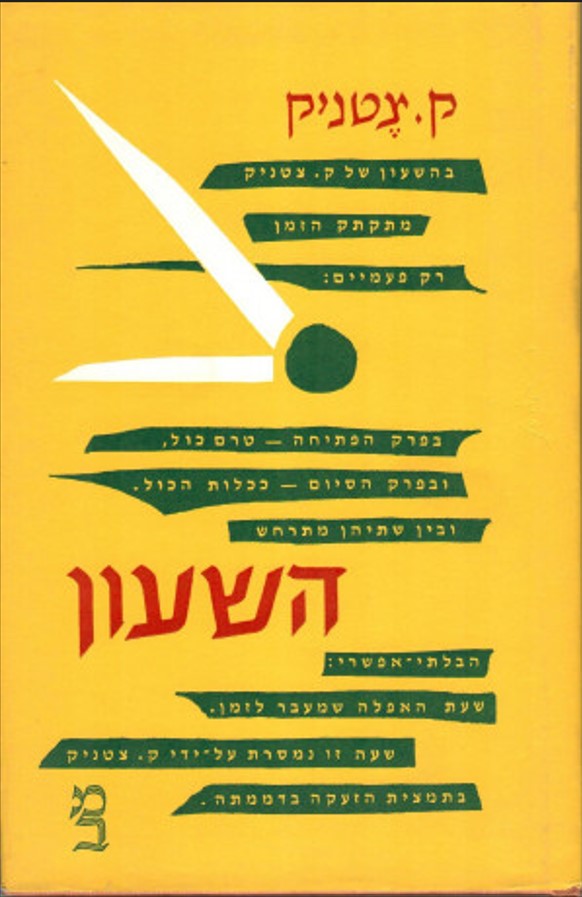 ק. צֶטניק
בהשעון של ק. צטניק
מתקתק הזמן
רק פעמיים:
בפרק הפתיחה – טרם כול,
ובפרק הסיום – ככלות הכול.
ובין שתיהן מתרחש
השעון
הבלתי־אפשרי:
שעת האפלה שמעבר לזמן.
שעה זו נמסרת על־ידי ק. צטניק
בתמצית הזעקה בדממתה.